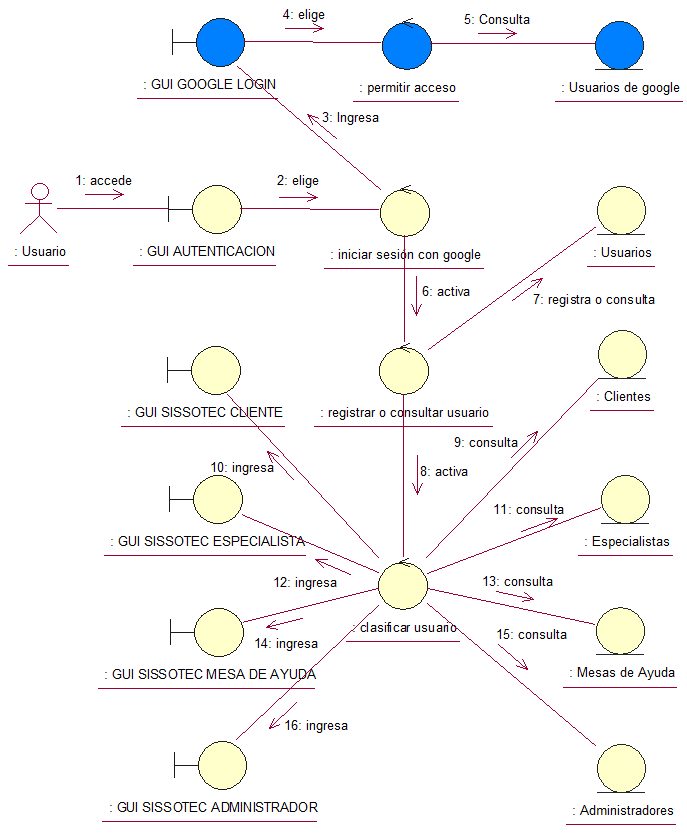 4: elige
5: Consulta
: GUI GOOGLE LOGIN
: permitir acceso
: Usuarios de google
3: Ingresa
1: accede
2: elige
: Usuario
: GUI AUTENTICACION
: iniciar sesión con google
: Usuarios
6: activa
7: registra o consulta
: GUI SISSOTEC CLIENTE
: registrar o consultar usuario
: Clientes
9: consulta
10: ingresa
8: activa
11: consulta
: GUI SISSOTEC ESPECIALISTA
: Especialistas
12: ingresa
13: consulta
: clasificar usuario
14: ingresa
15: consulta
: GUI SISSOTEC MESA DE AYUDA
: Mesas de Ayuda
16: ingresa
: GUI SISSOTEC ADMINISTRADOR
: Administradores